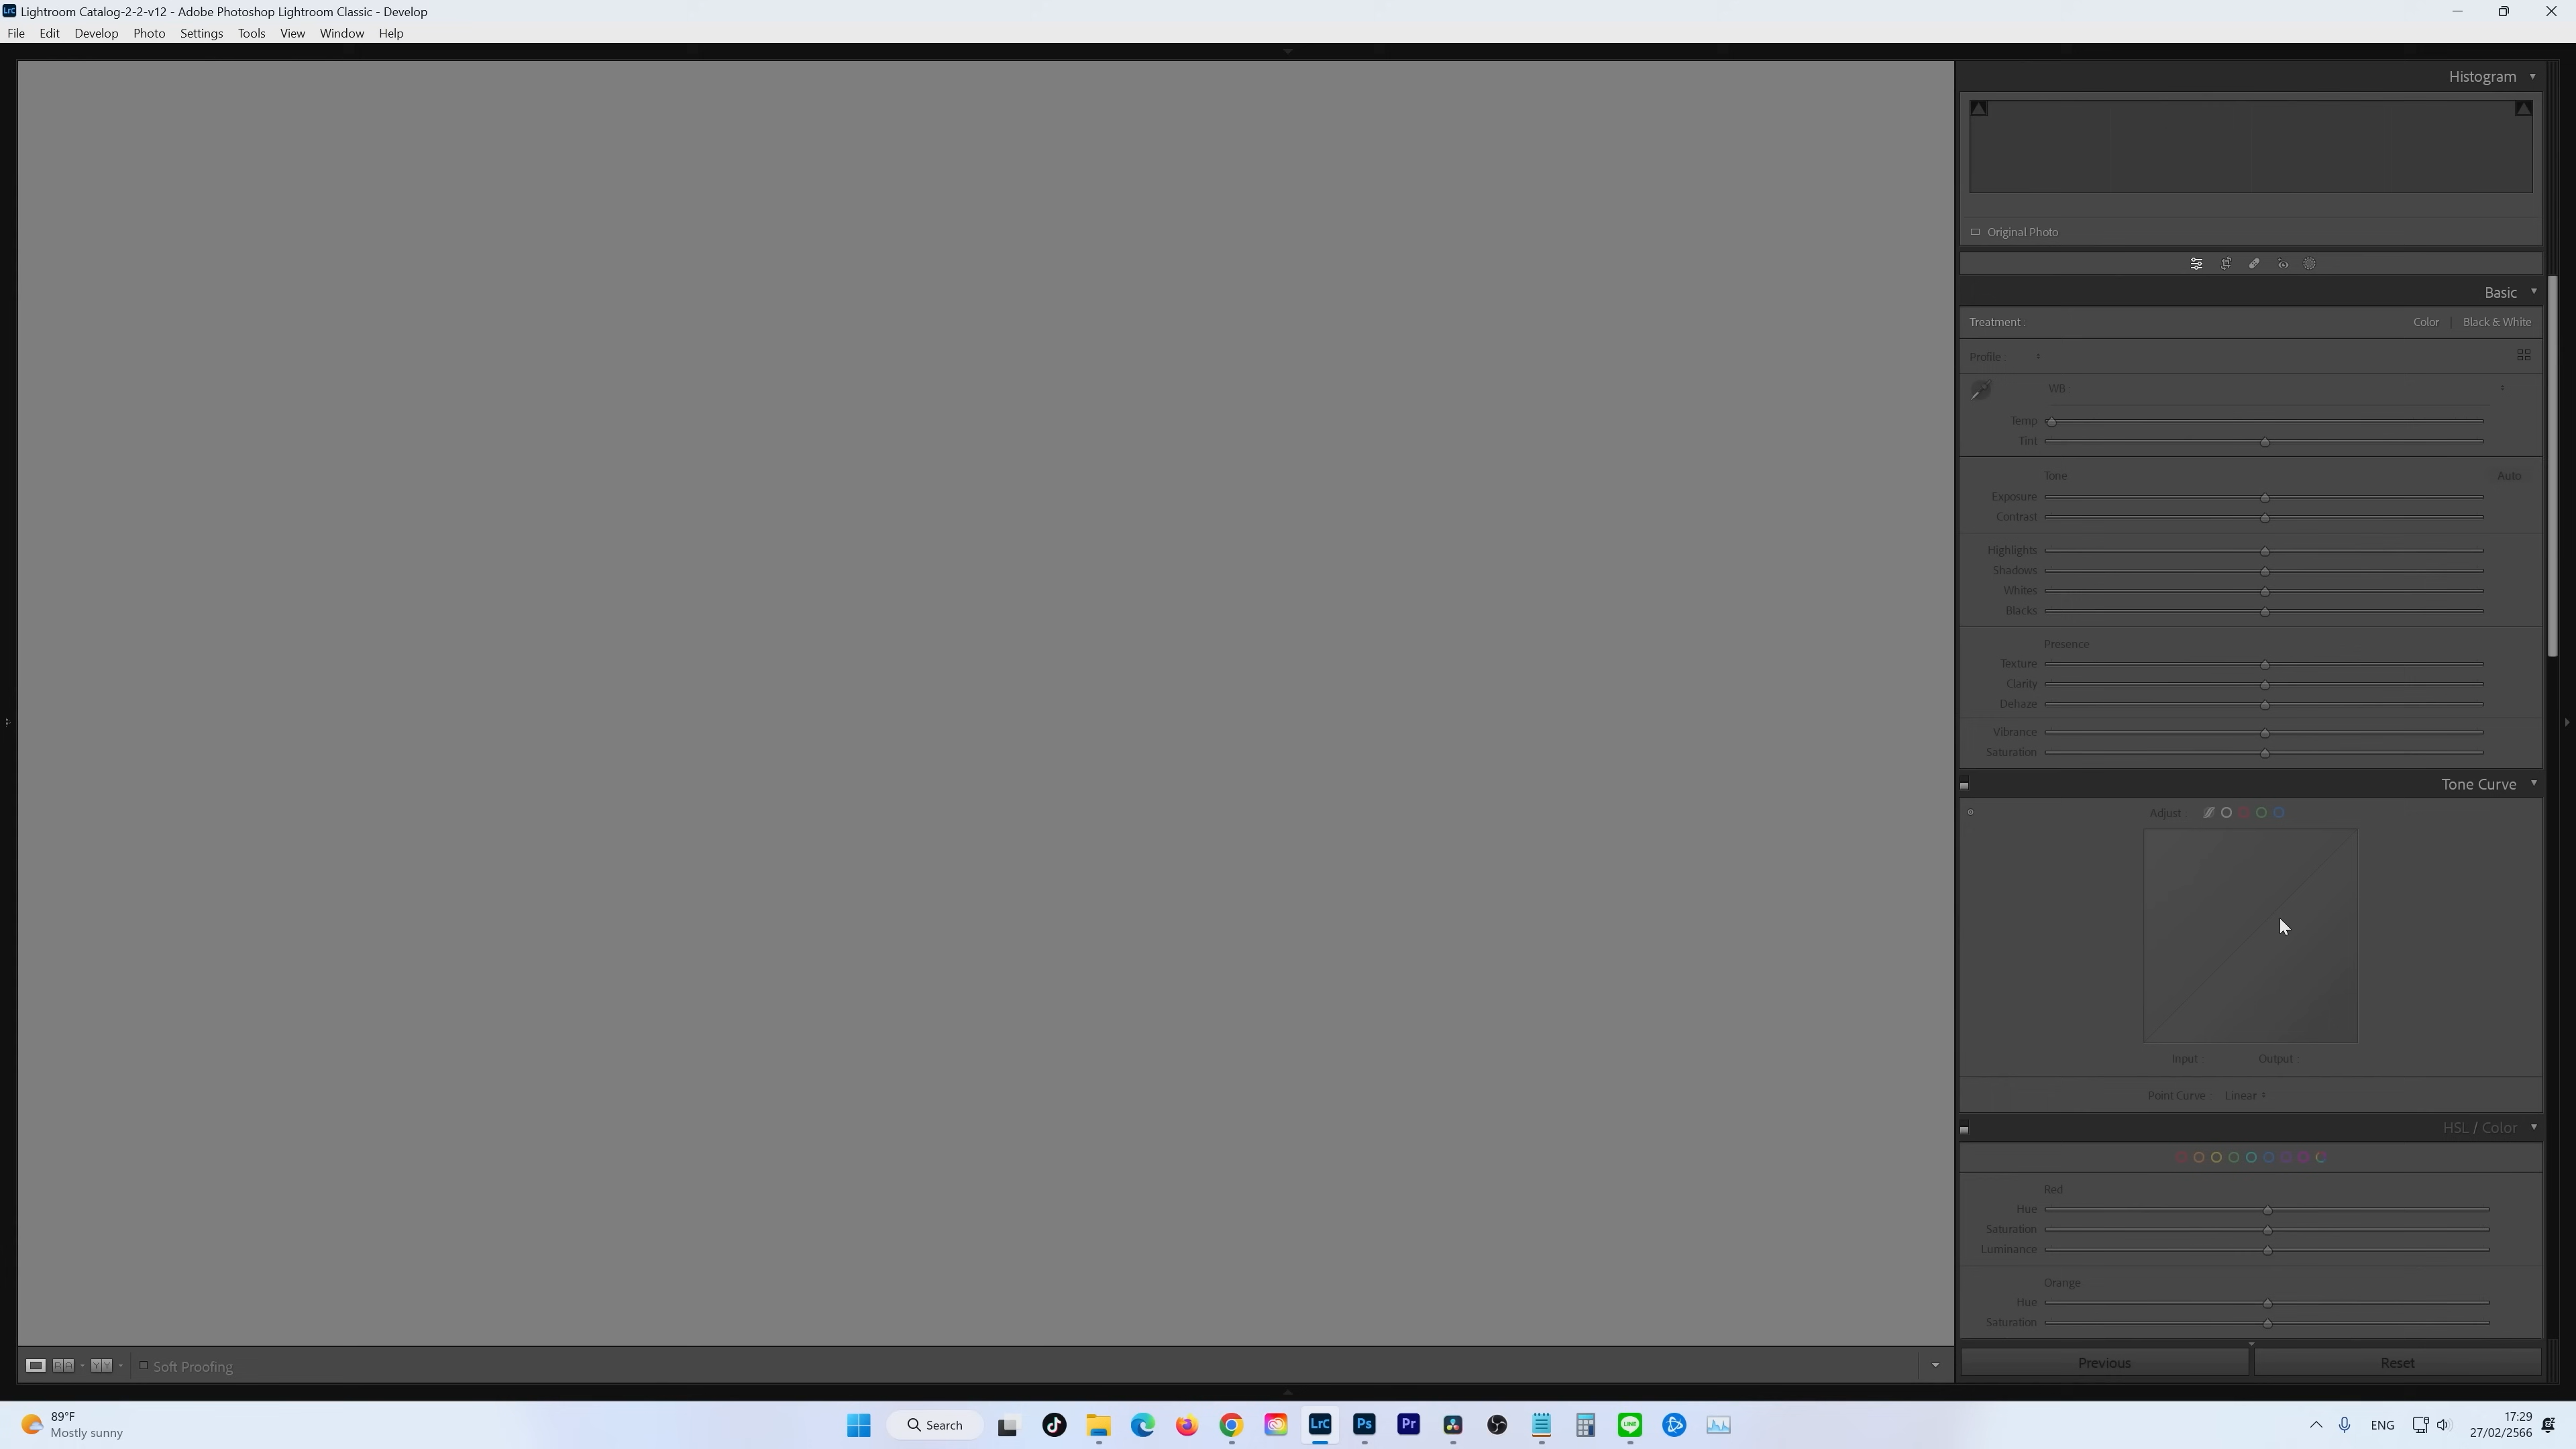 Lightroom Catalog-2-2-v12 - Adobe Photoshop Lightroom Classic - Develop
File Edit Develop Photo Settings Tools View Window Help
Histogram
Original Photo
Basic
Treatment : Color | Black & White
Profile
WB
Temp
Tint
Tone Auto
Exposure
Contrast
Highlights
Shadows
Whites
Blacks
Presence
Texture
Clarity
Dehaze
Vibrance
Saturation
Tone Curve
Adjust
Input : Output :
Point Curve Linear
HSL / Color
Red
Hue
Saturation
Luminance
Orange
Hue
Saturation
Soft Proofing
Previous Reset
89°F
Mostly sunny
Search
LrC Ps Pr LINE
ENG
17:29
27/02/2566